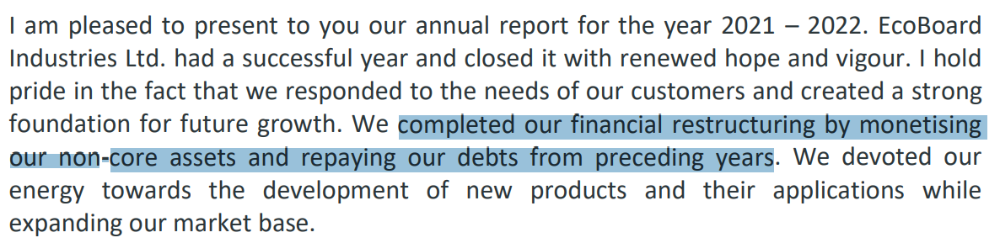 I am pleased to present to you our annual report for the year 2021 – 2022. EcoBoard
Industries Ltd. had a successful year and closed it with renewed hope and vigour. I hold
pride in the fact that we responded to the needs of our customers and created a strong
foundation for future growth. We completed our financial restructuring by monetising
our non-core assets and repaying our debts from preceding years. We devoted our
energy towards the development of new products and their applications while
expanding our market base.